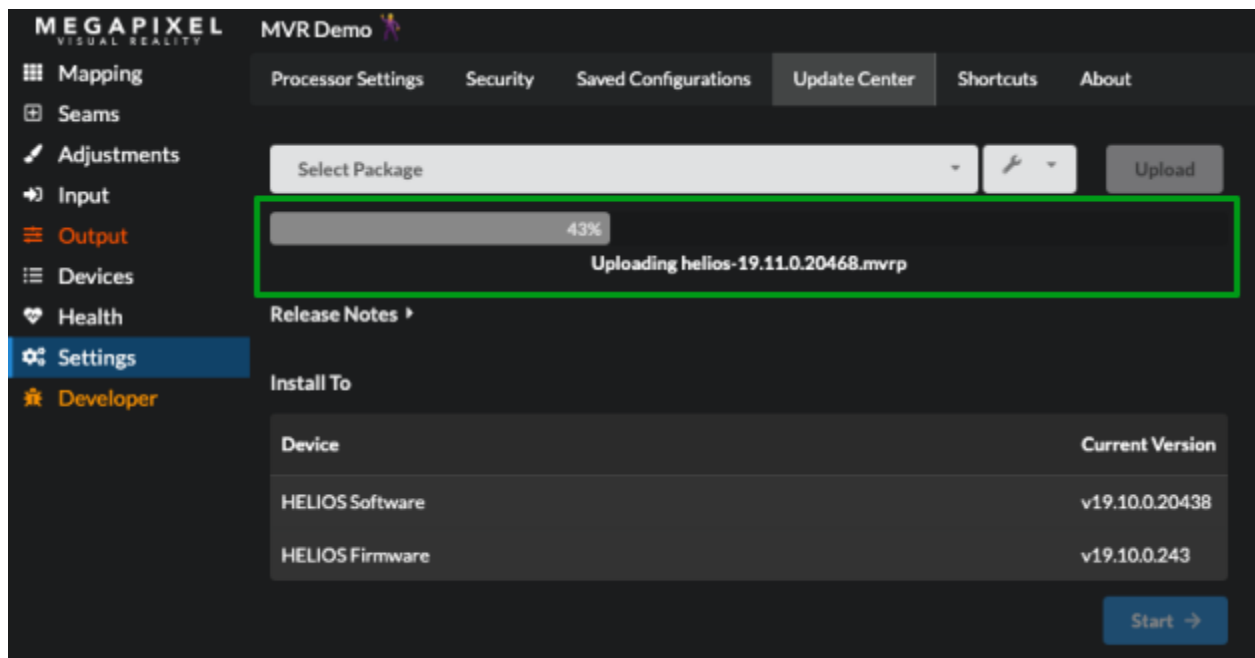 MEGAPIXEL
VISUAL REALITY
MVR Demo
Mapping
Seams
Adjustments
Input
Output
Devices
Health
Settings
Developer
Processor Settings
Security
Saved Configurations
Update Center
Shortcuts
About
Select Package
Upload
43%
Uploading helios-19.11.0.20468.mvrp
Release Notes
Install To
Device Current Version
HELIOS Software v19.10.0.20438
HELIOS Firmware v19.10.0.243
Start